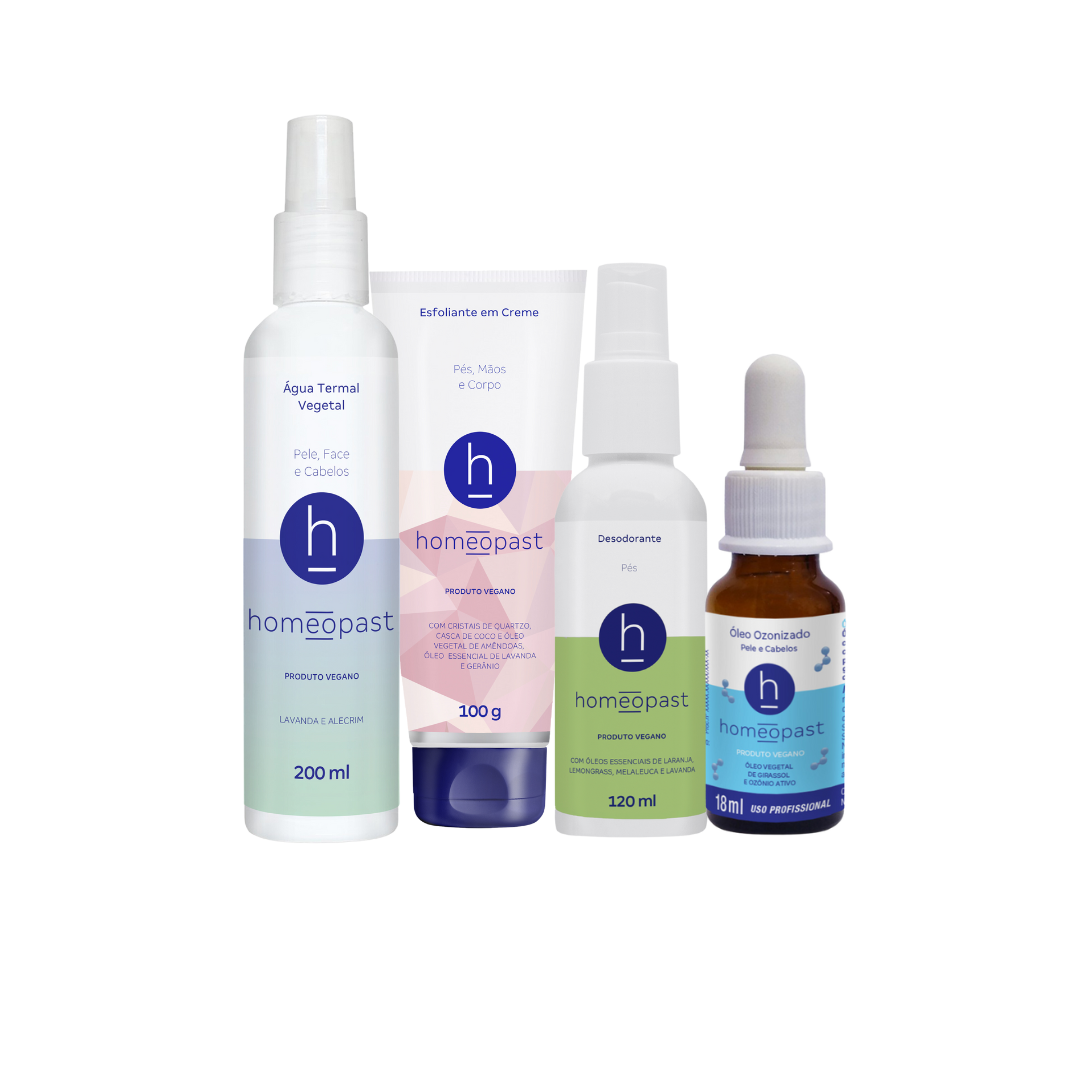 Água Termal
Vegetal
Pele, Face
e Cabelos
h
homeopast
PRODUTO VEGANO
LAVANDA E ALECRIM
200 ml
Esfoliante em Creme
Pés, Mãos
e Corpo
h
homeopast
PRODUTO VEGANO
COM CRISTAIS DE QUARTZO,
CASCA DE COCO E ÓLEO
VEGETAL DE AMÊNDOAS,
ÓLEO ESSENCIAL DE LAVANDA
E GERÂNIO
100 g
Desodorante
Pés
h
homeopast
PRODUTO VEGANO
COM ÓLEOS ESSENCIAIS DE LARANJA,
LEMONGRASS, MELALEUCA E LAVANDA
120 ml
Óleo Ozonizado
Pele e Cabelos
h
homeopast
PRODUTO VEGANO
ÓLEO VEGETAL
DE GIRASSOL
E OZÔNIO ATIVO
18ml USO PROFISSIONAL